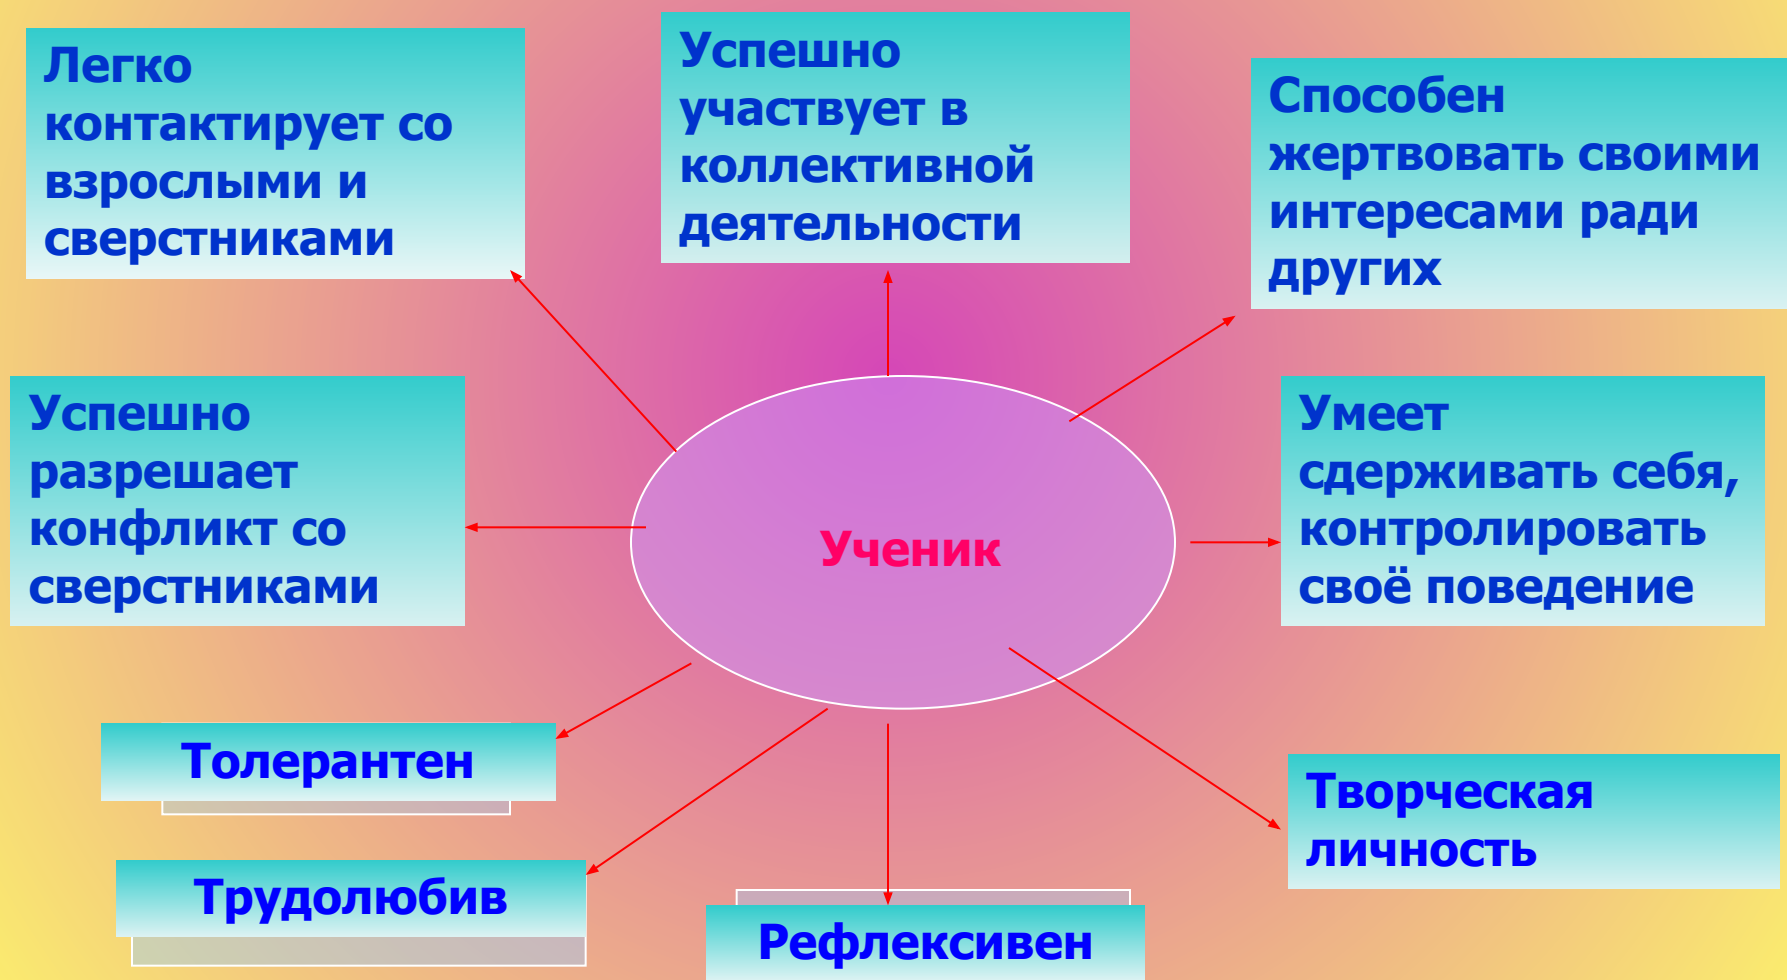 Легко
контактирует со
взрослыми и
сверстниками
Успешно
участвует в
коллективной
деятельности
Способен
жертвовать своими
интересами ради
других
Успешно
разрешает
конфликт со
сверстниками
Ученик
Умеет
сдерживать себя,
контролировать
своё поведение
Толерантен
Творческая
личность
Трудолюбив
Рефлексивен